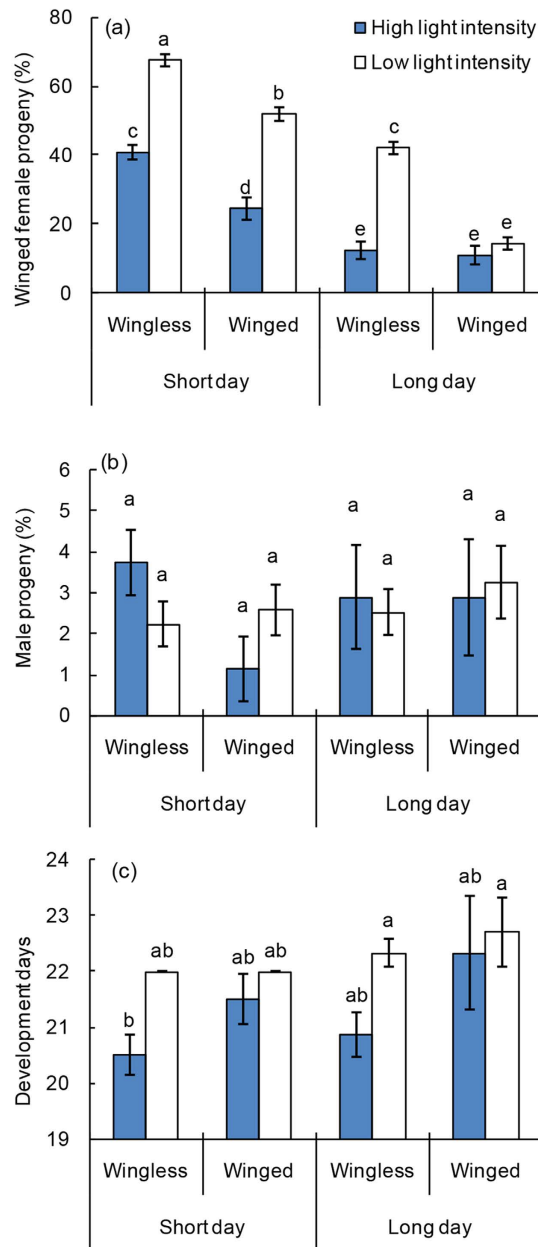 (a)
High light intensity
Low light intensity
Winged female progeny (%)
80
60
40
20
0
a
c
b
d
c
e
e
e
Wingless Winged Wingless Winged
Short day Long day
(b)
Male progeny (%)
6
5
4
3
2
1
0
a
a
a
a
a
a
a
a
Wingless Winged Wingless Winged
Short day Long day
(c)
Development days
24
23
22
21
20
19
b
ab
ab
ab
ab
a
ab
a
Wingless Winged Wingless Winged
Short day Long day